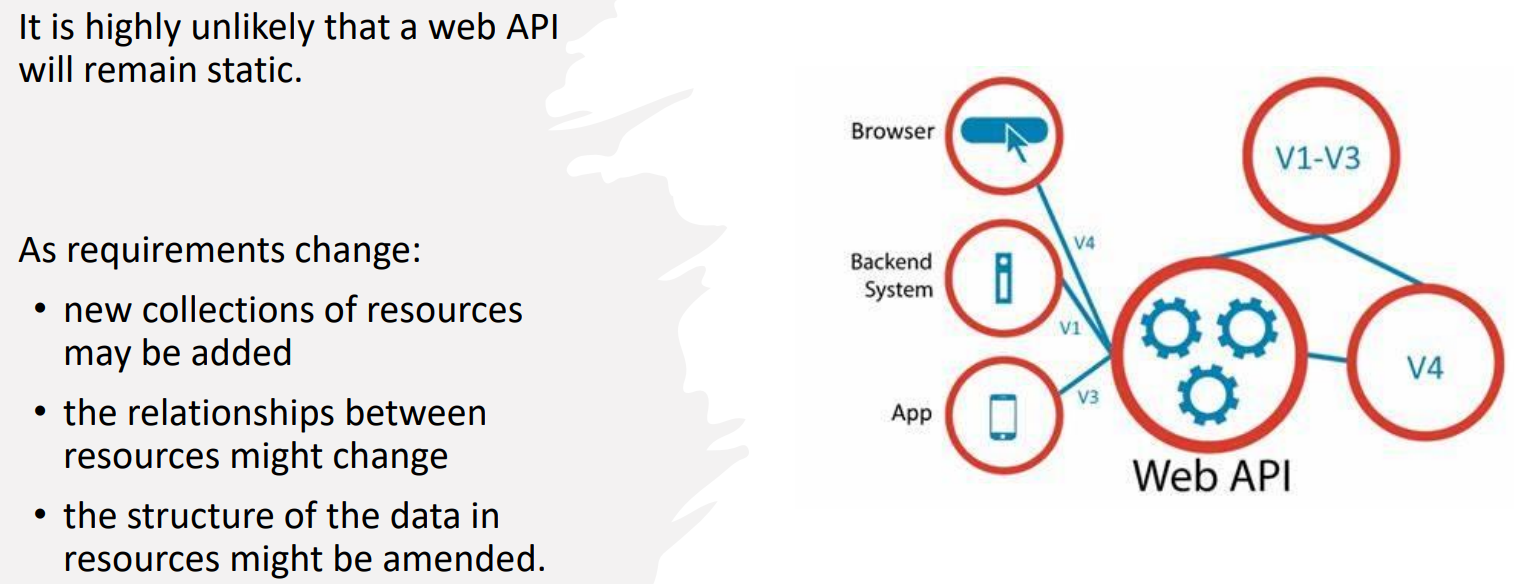 It is highly unlikely that a web API
will remain static.
As requirements change:
• new collections of resources
may be added
• the relationships between
resources might change
• the structure of the data in
resources might be amended.
Browser
V1-V3
V4
Backend
System
V1
V4
V3
App
Web API